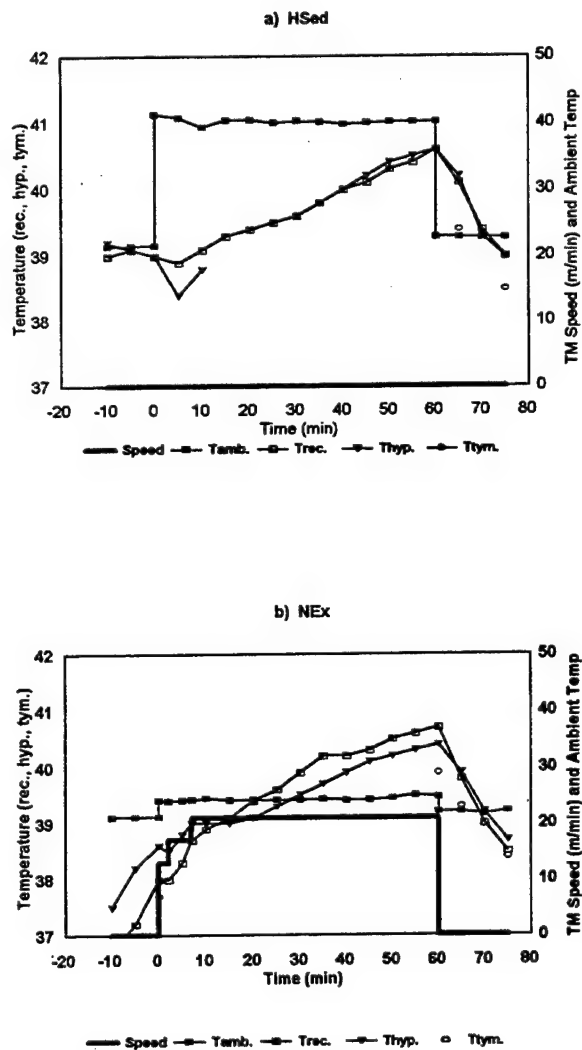 a) HSed
42
41
40
39
38
37
50
40
30
20
10
0
Temperature (rec., hyp., tym.)
TM Speed (m/min) and Ambient Temp
-20 -10 0 10 20 30 40 50 60 70 80
Time (min)
Speed Tamb. Trec. Thyp. Ttym.
b) NEx
42
41
40
39
38
37
50
40
30
20
10
0
Temperature (rec., hyp., tym.)
TM Speed (m/min) and Ambient Temp
-20 -10 0 10 20 30 40 50 60 70 80
Time (min)
Speed Tamb. Trec. Thyp. Ttym.